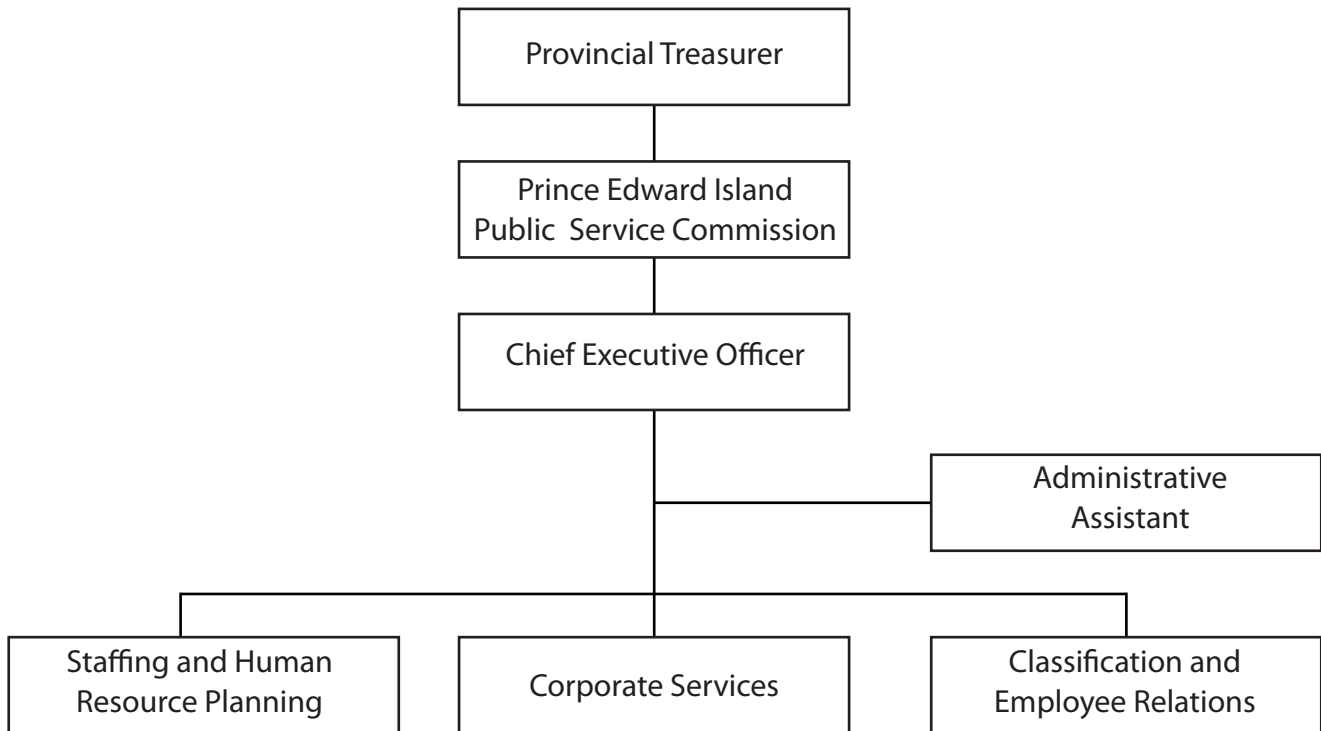 Provincial Treasurer
Prince Edward Island
Public Service Commission
Chief Executive Officer
Administrative
Assistant
Staffing and Human
Resource Planning
Corporate Services
Classification and
Employee Relations